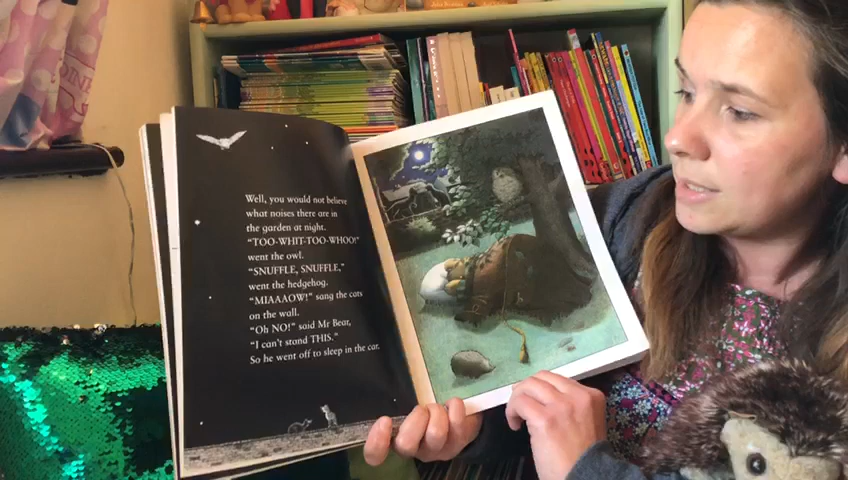 Well, you would not believe
what noises there are in
the garden at night.
"TOO-WHIT-TOO-WHOO!"
went the owl.
"SNUFFLE, SNUFFLE,"
went the hedgehog.
"MIAAAOW!" sang the cats
on the wall.
"Oh NO!" said Mr Bear,
"I can't stand THIS."
So he went off to sleep in the car.